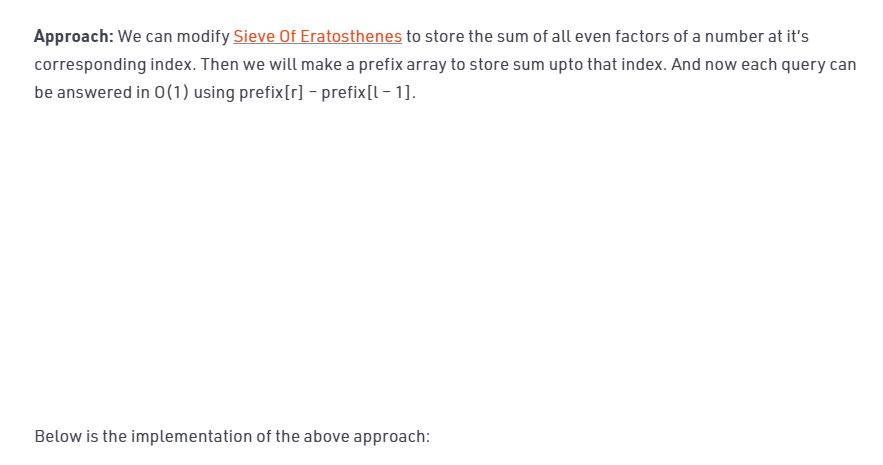 Approach: We can modify Sieve Of Eratosthenes to store the sum of all even factors of a number at it's
corresponding index. Then we will make a prefix array to store sum upto that index. And now each query can
be answered in O(1) using prefix[r] – prefix[l – 1].
Below is the implementation of the above approach: